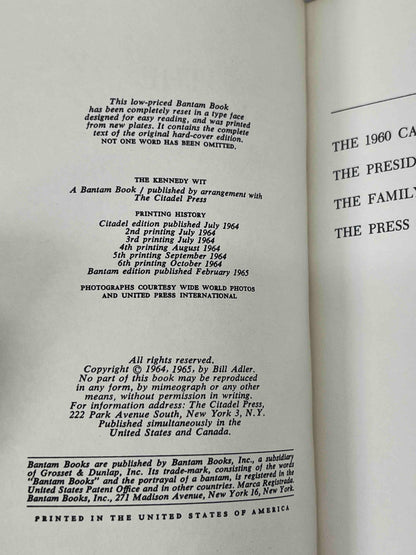 This low-priced Bantam Book
has been completely reset in a type face
designed for easy reading, and was printed
from new plates. It contains the complete
text of the original hard-cover edition.
NOT ONE WORD HAS BEEN OMITTED.
THE KENNEDY WIT
A Bantam Book / published by arrangement with
The Citadel Press
PRINTING HISTORY
Citadel edition published July 1964
2nd printing July 1964
3rd printing July 1964
4th printing August 1964
5th printing September 1964
6th printing October 1964
Bantam edition published February 1965
PHOTOGRAPHS COURTESY WIDE WORLD PHOTOS
AND UNITED PRESS INTERNATIONAL
All rights reserved.
Copyright © 1964, 1965, by Bill Adler.
No part of this book may be reproduced
in any form, by mimeograph or any other
means, without permission in writing.
For information address: The Citadel Press,
222 Park Avenue South, New York 3, N.Y.
Published simultaneously in the
United States and Canada.
Bantam Books are published by Bantam Books, Inc., a subsidiary
of Grosset & Dunlap, Inc. Its trade-mark, consisting of the words
"Bantam Books" and the portrayal of a bantam, is registered in the
United States Patent Office and in other countries. Marca Registrada.
Bantam Books, Inc., 271 Madison Avenue, New York 16, New York.
PRINTED IN THE UNITED STATES OF AMERICA
THE 1960 CA
THE PRESID
THE FAMILY
THE PRESS